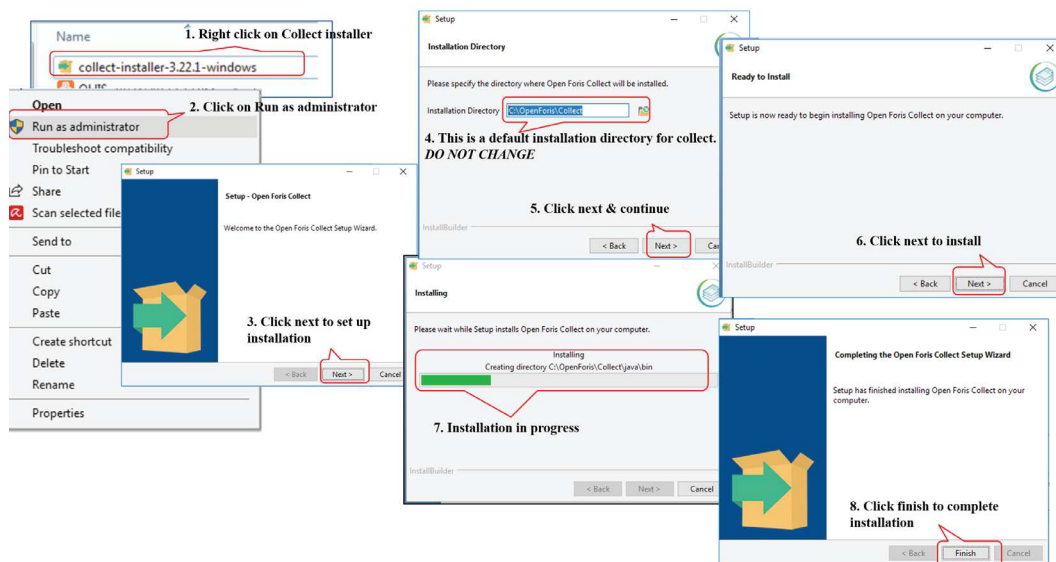 Name
1. Right click on Collect installer
collect-installer-3.22.1-windows
Open
2. Click on Run as administrator
Run as administrator
Troubleshoot compatibility
Pin to Start
Share
Scan selected file
Send to
Cut
Copy
Paste
Create shortcut
Delete
Rename
Properties
Setup
Setup - Open Foris Collect
Welcome to the Open Foris Collect Setup Wizard.
3. Click next to set up
installation
< Back
Next >
Cancel
Setup
Installation Directory
Please specify the directory where Open Foris Collect will be installed.
Installation Directory
C:\OpenForis\Collect
4. This is a default installation directory for collect.
DO NOT CHANGE
5. Click next & continue
InstallBuilder
< Back
Next >
Setup
Ready to Install
Setup is now ready to begin installing Open Foris Collect on your computer.
6. Click next to install
InstallBuilder
< Back
Next >
Cancel
Setup
Installing
Please wait while Setup installs Open Foris Collect on your computer.
Installing
Creating directory C:\OpenForis\Collect\java\bin
7. Installation in progress
InstallBuilder
< Back
Next >
Cancel
Setup
Completing the Open Foris Collect Setup Wizard
Setup has finished installing Open Foris Collect on your
computer.
8. Click finish to complete
installation
< Back
Finish
Cancel